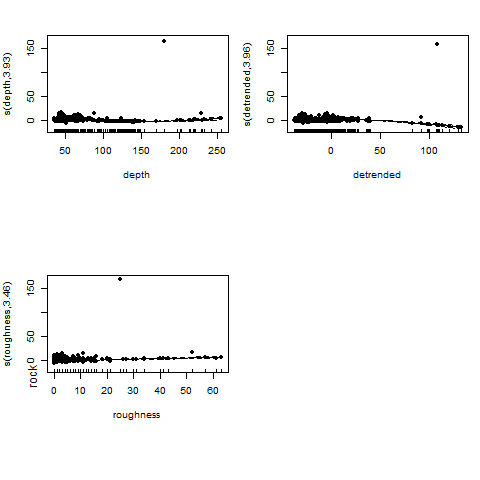 s(depth,3.93)
0 50 150
50 100 150 200 250
depth
s(detrended,3.96)
0 50 150
0 50 100
detrended
s(roughness,3.46)
rock
0 50 150
0 10 20 30 40 50 60
roughness